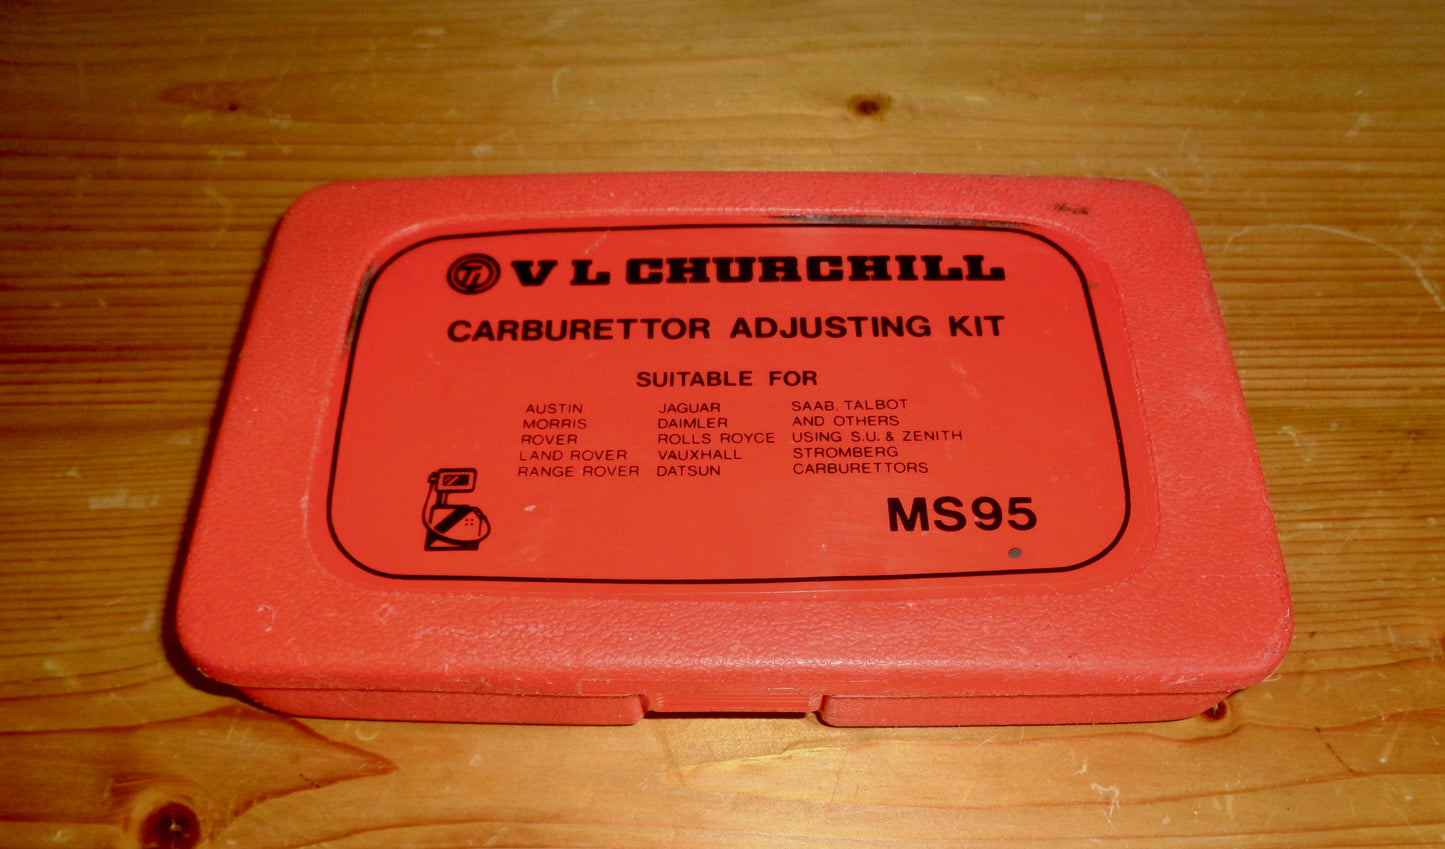 V L CHURCHILL
CARBURETTOR ADJUSTING KIT
SUITABLE FOR
AUSTIN
MORRIS
ROVER
LAND ROVER
RANGE ROVER
JAGUAR
DAIMLER
ROLLS ROYCE
VAUXHALL
DATSUN
SAAB, TALBOT
AND OTHERS
USING S.U. & ZENITH
STROMBERG
CARBURETTORS
MS95